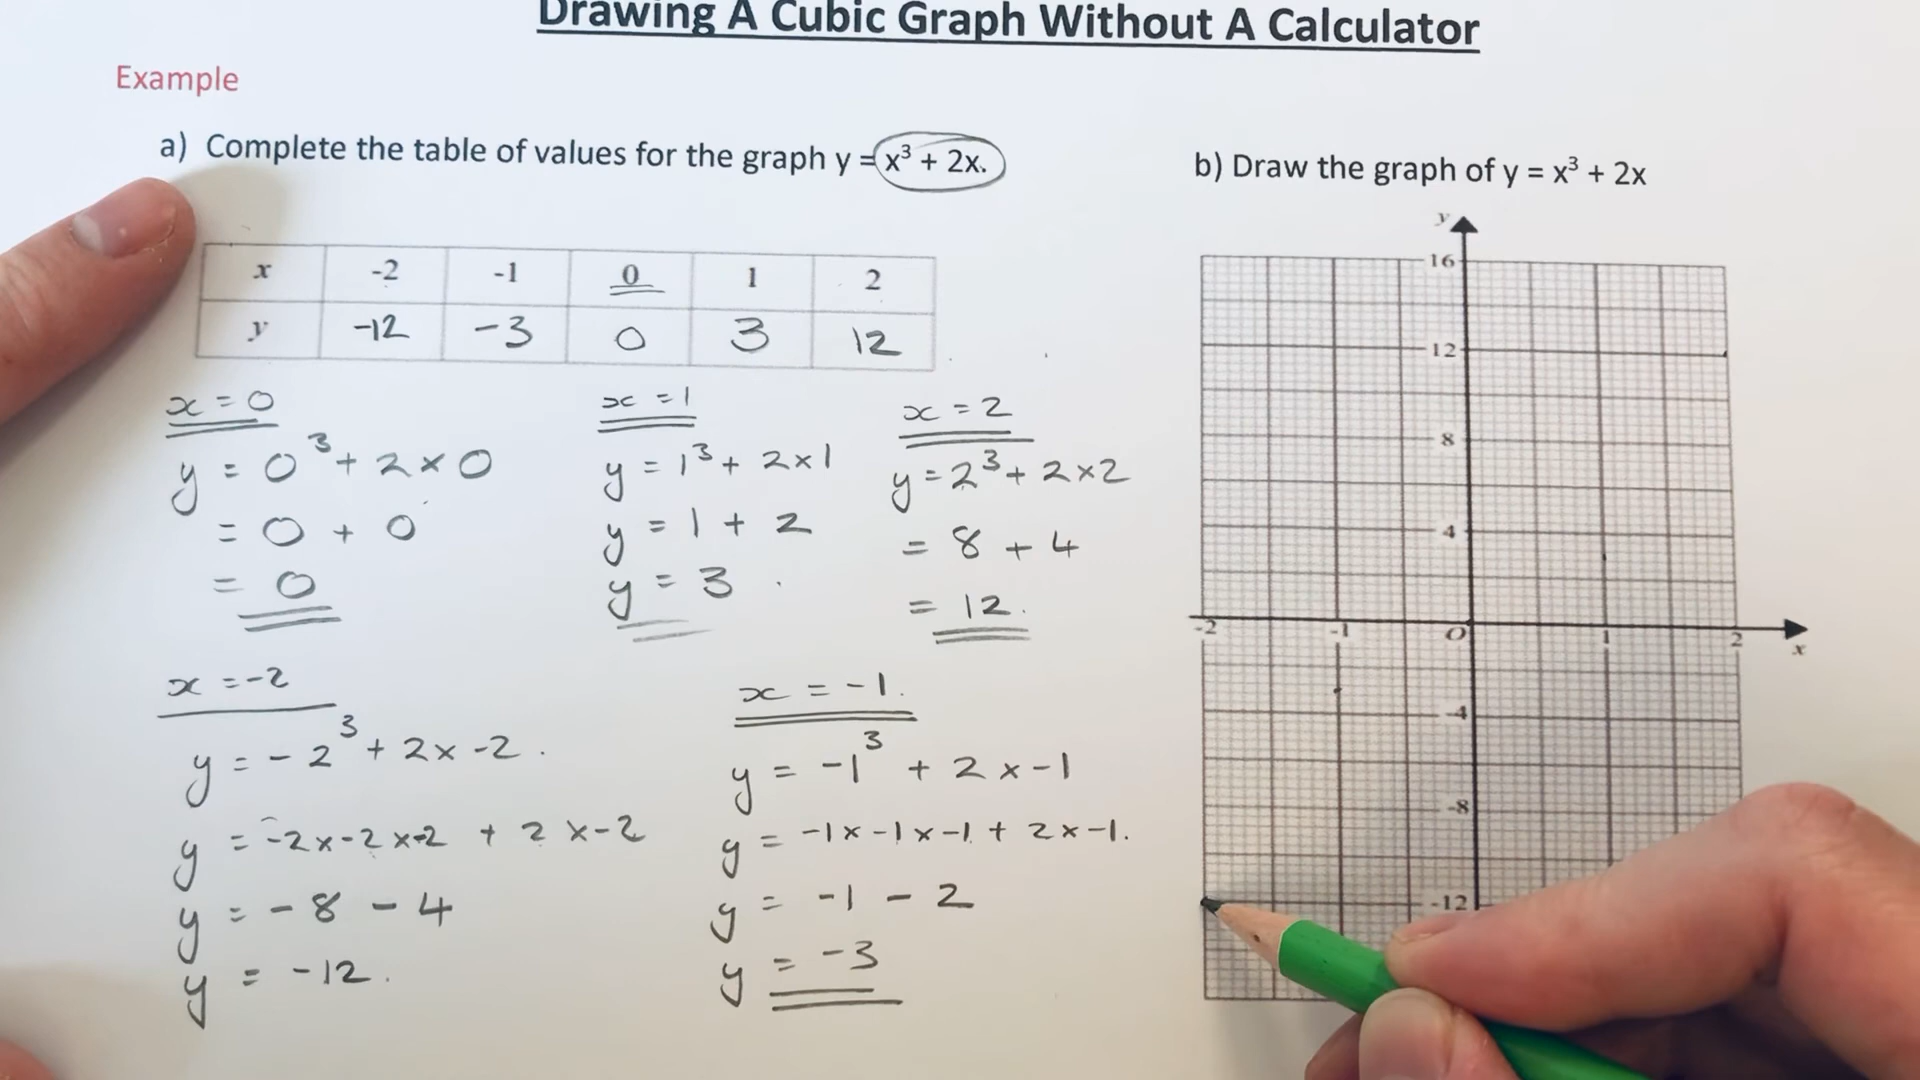 Drawing A Cubic Graph Without A Calculator
Example
a) Complete the table of values for the graph y = x³ + 2x.
x -2 -1 0 1 2
y -12 -3 0 3 12
x = 0
y = 0³ + 2 × 0
= 0 + 0
= 0
x = 1
y = 1³ + 2×1
y = 1 + 2
y = 3
x = 2
y = 2³ + 2×2
= 8 + 4
= 12.
x = -2
y = -2³ + 2× -2.
y = -2×-2×-2 + 2 ×-2
y = -8 - 4
y = -12.
x = -1.
y = -1³ + 2 × -1
y = -1× -1 × -1 + 2×-1.
y = -1 - 2
y = -3
b) Draw the graph of y = x³ + 2x
y
16
12
8
4
-2 -1 O 1 2
x
-4
-8
-12